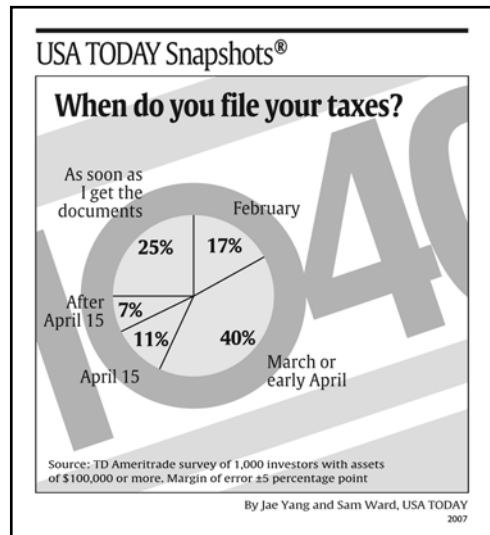 USA TODAY Snapshots®
When do you file your taxes?
As soon as
I get the
documents
25%
February
17%
After
April 15
7%
11%
April 15
40%
March or
early April
1040
Source: TD Ameritrade survey of 1,000 investors with assets
of $100,000 or more. Margin of error ±5 percentage point
By Jae Yang and Sam Ward, USA TODAY
2007